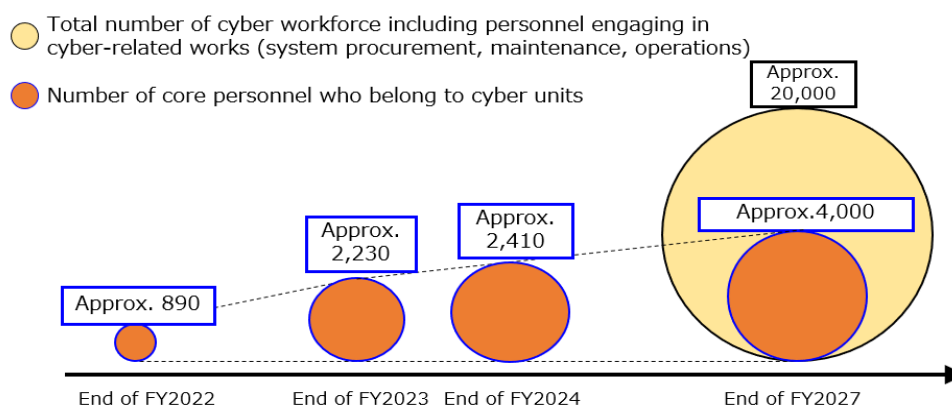 Total number of cyber workforce including personnel engaging in
cyber-related works (system procurement, maintenance, operations)
Number of core personnel who belong to cyber units
Approx.
20,000
Approx.4,000
Approx.
2,410
Approx.
2,230
Approx. 890
End of FY2022
End of FY2023
End of FY2024
End of FY2027